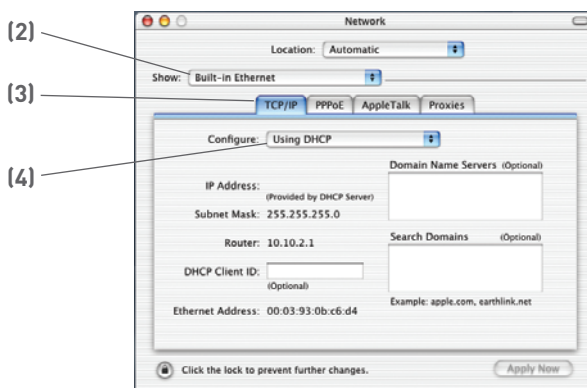 Network
(2)
Location: Automatic
Show: Built-in Ethernet
(3)
TCP/IP PPPoE AppleTalk Proxies
(4)
Configure: Using DHCP
Domain Name Servers (Optional)
IP Address:
(Provided by DHCP Server)
Subnet Mask: 255.255.255.0
Router: 10.10.2.1
Search Domains (Optional)
DHCP Client ID:
(Optional)
Example: apple.com, earthlink.net
Ethernet Address: 00:03:93:0b:c6:d4
Click the lock to prevent further changes.
Apply Now